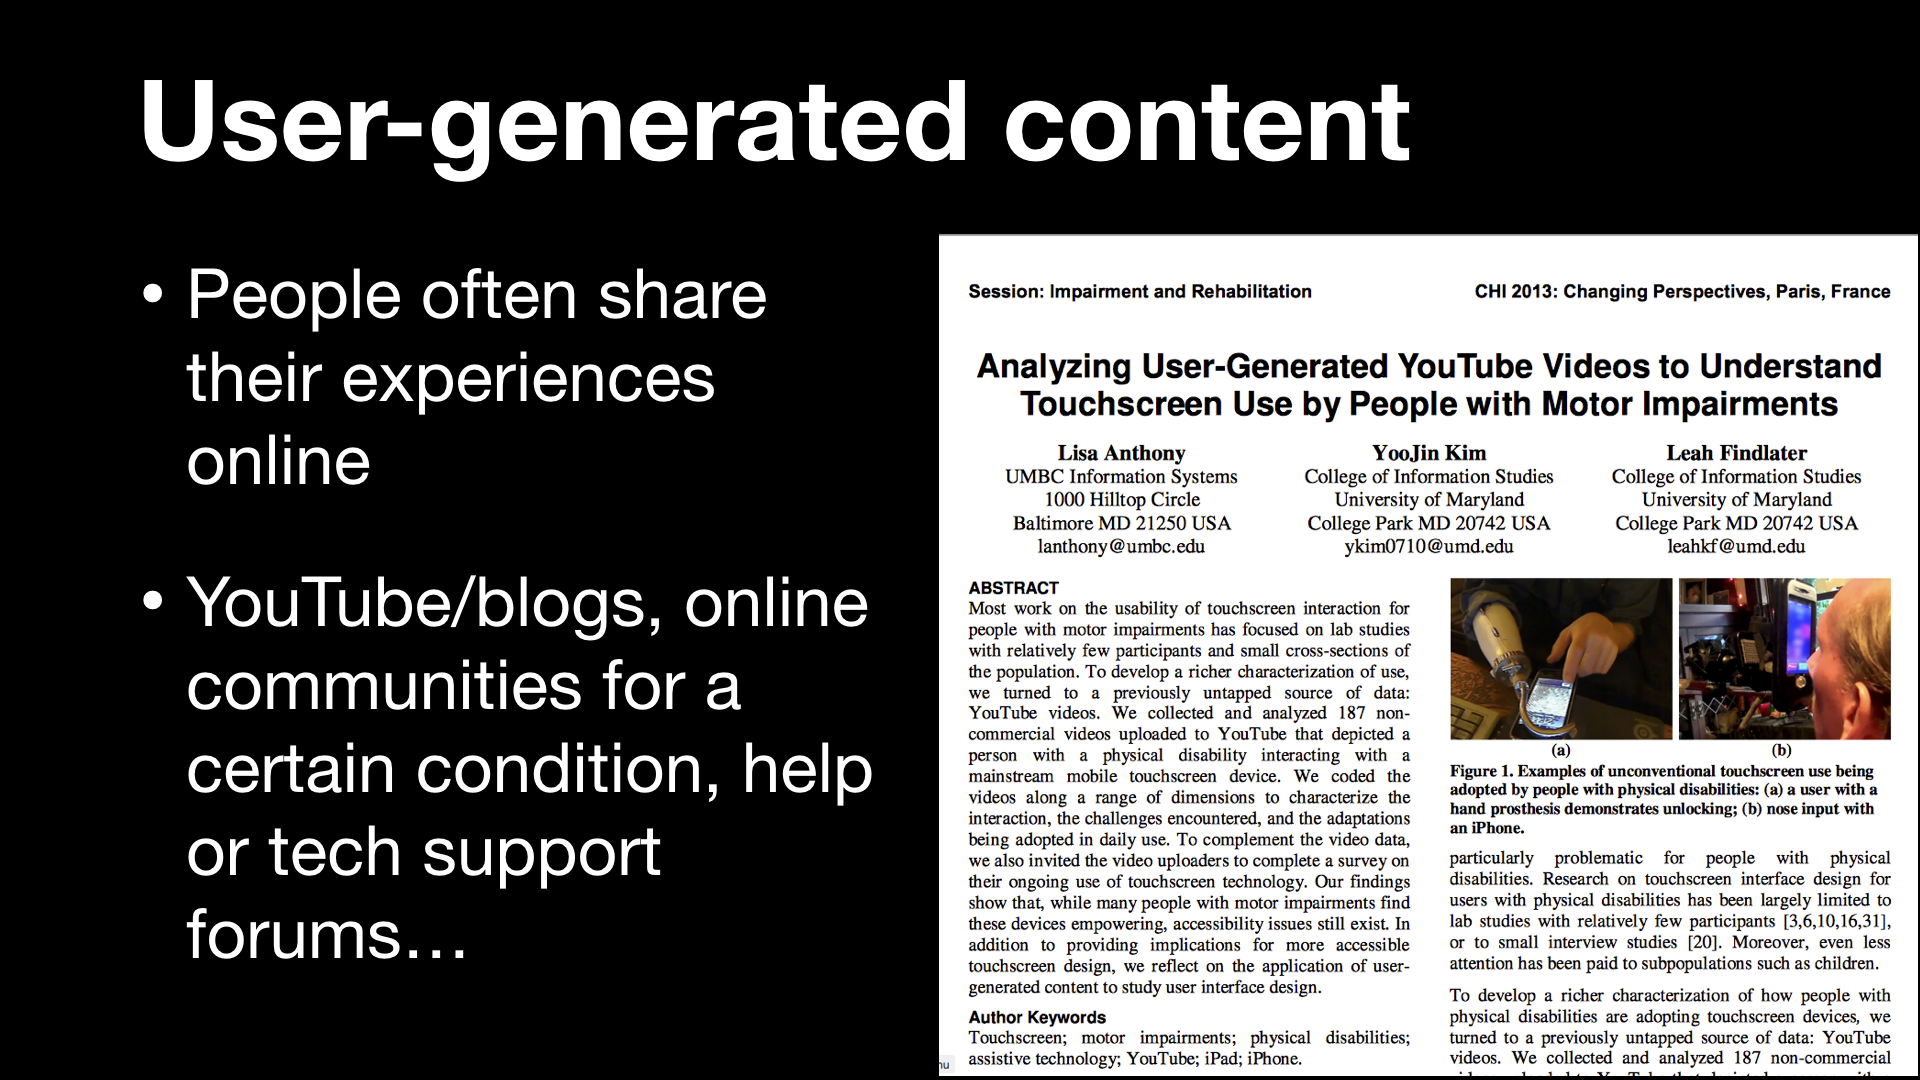 User-generated content
• People often share
their experiences
online
• YouTube/blogs, online
communities for a
certain condition, help
or tech support
forums…
Session: Impairment and Rehabilitation
CHI 2013: Changing Perspectives, Paris, France
Analyzing User-Generated YouTube Videos to Understand
Touchscreen Use by People with Motor Impairments
Lisa Anthony
UMBC Information Systems
1000 Hilltop Circle
Baltimore MD 21250 USA
lanthony@umbc.edu
YooJin Kim
College of Information Studies
University of Maryland
College Park MD 20742 USA
ykim0710@umd.edu
Leah Findlater
College of Information Studies
University of Maryland
College Park MD 20742 USA
leahkf@umd.edu
ABSTRACT
Most work on the usability of touchscreen interaction for
people with motor impairments has focused on lab studies
with relatively few participants and small cross-sections of
the population. To develop a richer characterization of use,
we turned to a previously untapped source of data:
YouTube videos. We collected and analyzed 187 non-
commercial videos uploaded to YouTube that depicted a
person with a physical disability interacting with a
mainstream mobile touchscreen device. We coded the
videos along a range of dimensions to characterize the
interaction, the challenges encountered, and the adaptations
being adopted in daily use. To complement the video data,
we also invited the video uploaders to complete a survey on
their ongoing use of touchscreen technology. Our findings
show that, while many people with motor impairments find
these devices empowering, accessibility issues still exist. In
addition to providing implications for more accessible
touchscreen design, we reflect on the application of user-
generated content to study user interface design.
Author Keywords
Touchscreen; motor impairments; physical disabilities;
assistive technology; YouTube; iPad; iPhone.
(a)
(b)
Figure 1. Examples of unconventional touchscreen use being
adopted by people with physical disabilities: (a) a user with a
hand prosthesis demonstrates unlocking; (b) nose input with
an iPhone.
particularly problematic for people with physical
disabilities. Research on touchscreen interface design for
users with physical disabilities has been largely limited to
lab studies with relatively few participants [3,6,10,16,31],
or to small interview studies [20]. Moreover, even less
attention has been paid to subpopulations such as children.
To develop a richer characterization of how people with
physical disabilities are adopting touchscreen devices, we
turned to a previously untapped source of data: YouTube
videos. We collected and analyzed 187 non-commercial